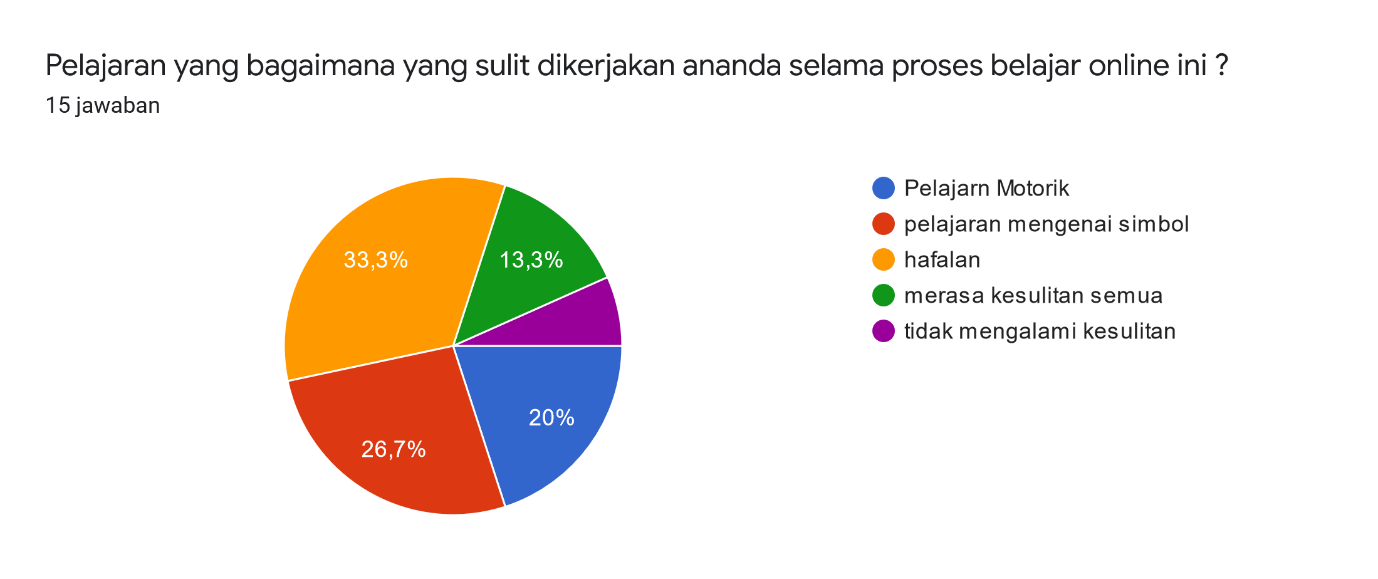 Pelajaran yang bagaimana yang sulit dikerjakan ananda selama proses belajar online ini ?
15 jawaban
33,3%
13,3%
20%
26,7%
Pelajarn Motorik
pelajaran mengenai simbol
hafalan
merasa kesulitan semua
tidak mengalami kesulitan